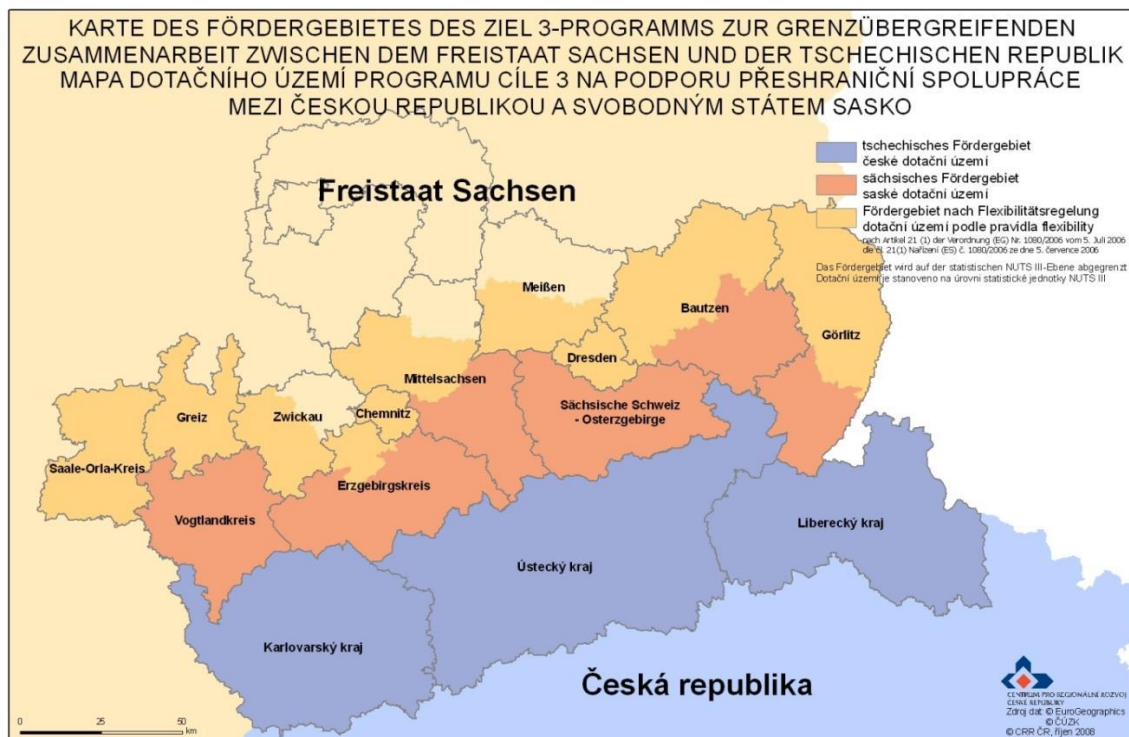 KARTE DES FÖRDERGEBIETES DES ZIEL 3-PROGRAMMS ZUR GRENZÜBERGREIFENDEN
ZUSAMMENARBEIT ZWISCHEN DEM FREISTAAT SACHSEN UND DER TSCHECHISCHEN REPUBLIK
MAPA DOTAČNÍHO ÚZEMÍ PROGRAMU CÍLE 3 NA PODPORU PŘESHRANIČNÍ SPOLUPRÁCE
MEZI ČESKOU REPUBLIKOU A SVOBODNÝM STÁTEM SASKO
tschechisches Fördergebiet
české dotační území
sächsisches Fördergebiet
saské dotační území
Fördergebiet nach Flexibilitätsregelung
dotační území podle pravidla flexibility
nach Artikel 21 (1) der Verordnung (EG) Nr. 1080/2006 vom 5. Juli 2006
dle čl. 21(1) Nařízení (ES) č. 1080/2006 ze dne 5. července 2006
Das Fördergebiet wird auf der statistischen NUTS III-Ebene abgegrenzt
Dotační území je stanoveno na úrovni statistické jednotky NUTS III
Freistaat Sachsen
Meißen
Bautzen
Görlitz
Dresden
Mittelsachsen
Sächsische Schweiz
- Osterzgebirge
Chemnitz
Zwickau
Greiz
Saale-Orla-Kreis
Erzgebirgskreis
Vogtlandkreis
Liberecký kraj
Ústecký kraj
Karlovarský kraj
Česká republika
0 25 50
km
CENTRUM PRO REGIONÁLNÍ ROZVOJ
ČESKÉ REPUBLIKY
Zdroj dat: © EuroGeographics
© ČÚZK
© CRR ČR, říjen 2008